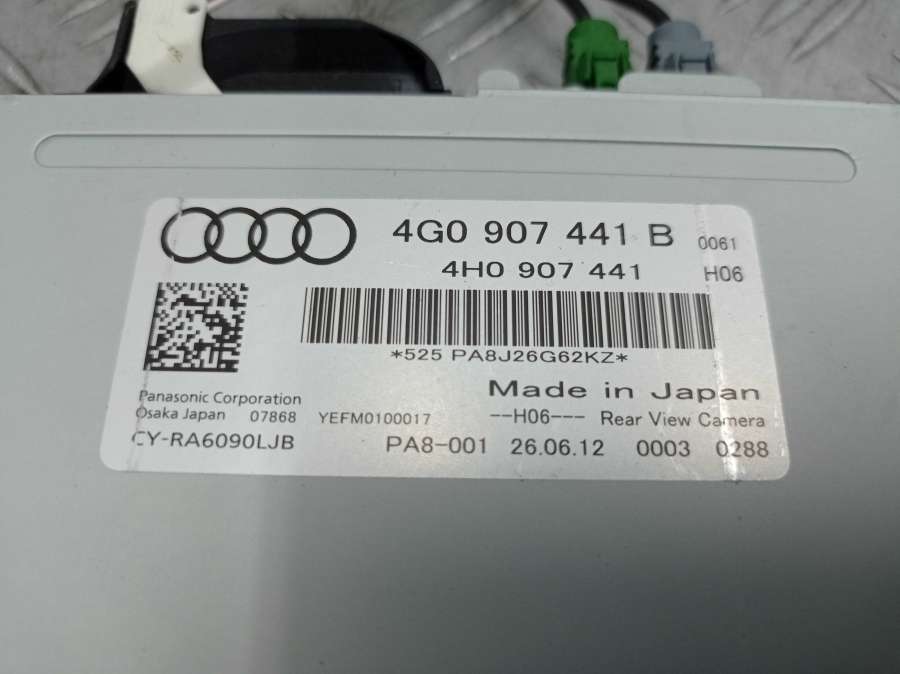 4G0 907 441 B 0061
4H0 907 441 H06
*525 PA8J26G62KZ*
Made in Japan
Panasonic Corporation
Osaka Japan 07868 YEFM0100017 --H06--- Rear View Camera
CY-RA6090LJB PA8-001 26.06.12 0003 0288